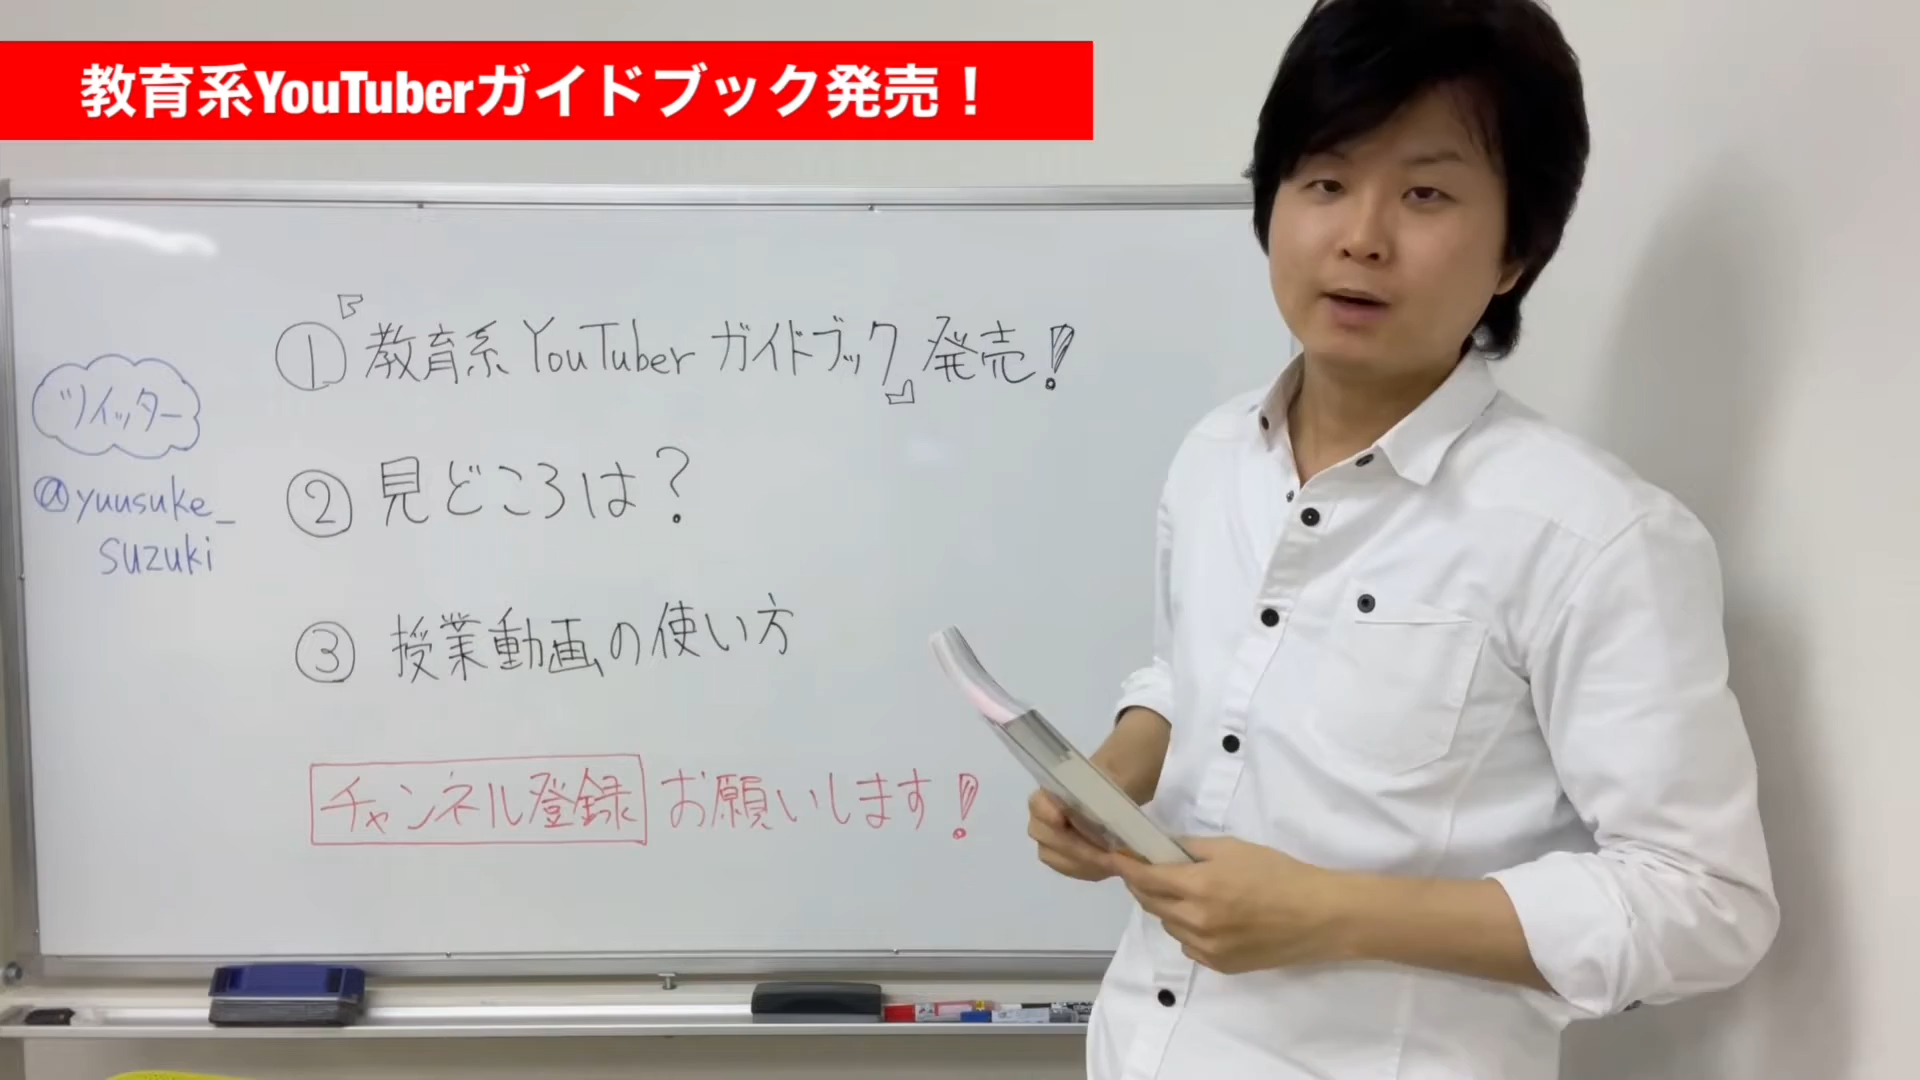 教育系YouTuberガイドブック発売！
①『教育系YouTuberガイドブック』発売！
②見どころは？
③授業動画の使い方
チャンネル登録お願いします！
ツイッター
@yuusuke_
suzuki